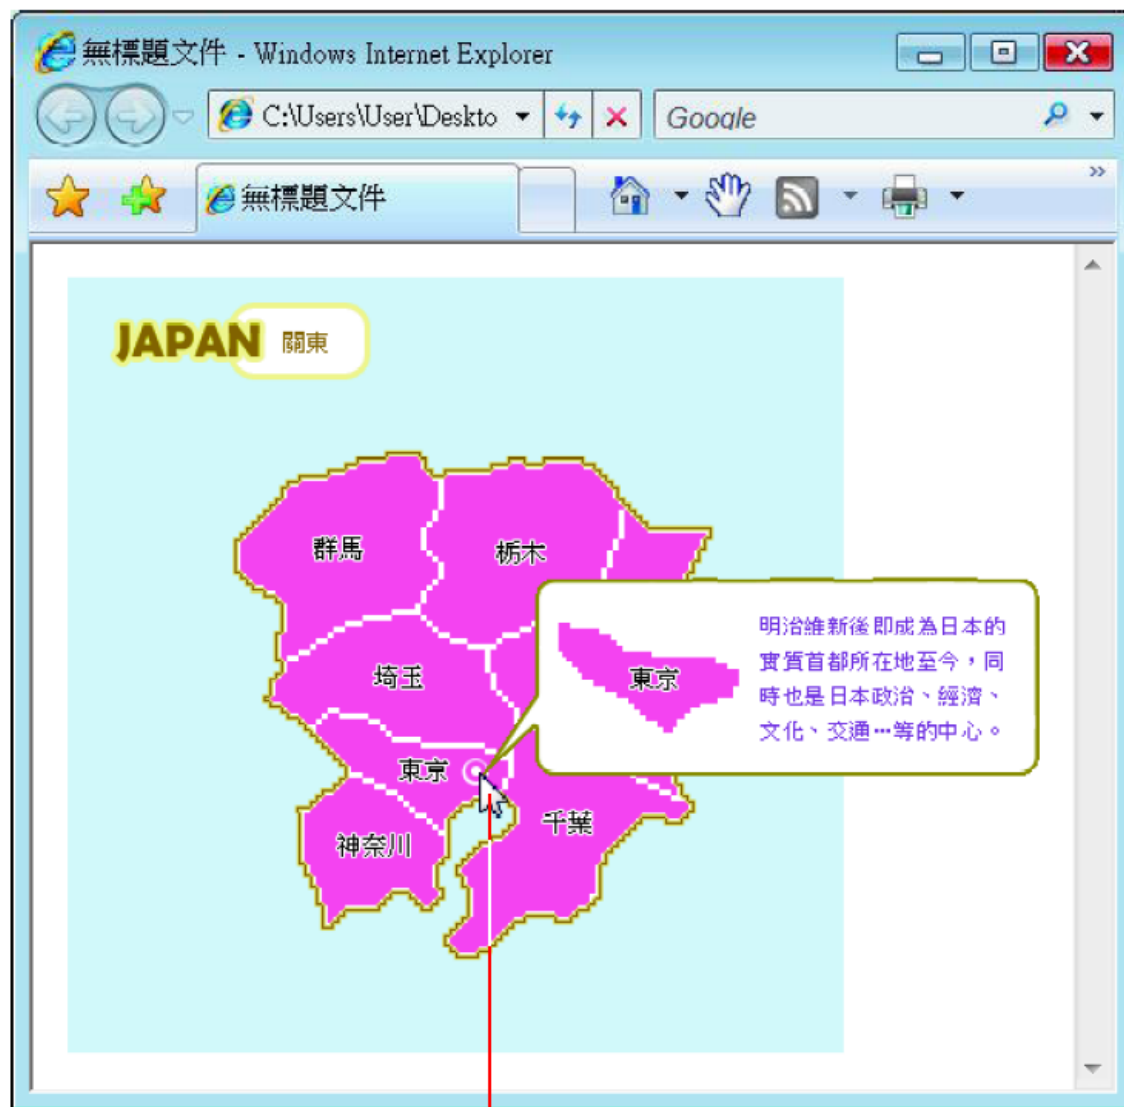 無標題文件 - Windows Internet Explorer
C:\Users\User\Deskto
Google
無標題文件
JAPAN 關東
群馬
栃木
明治維新後即成為日本的
實質首都所在地至今，同
時也是日本政治、經濟、
文化、交通…等的中心。
東京
埼玉
東京
千葉
神奈川